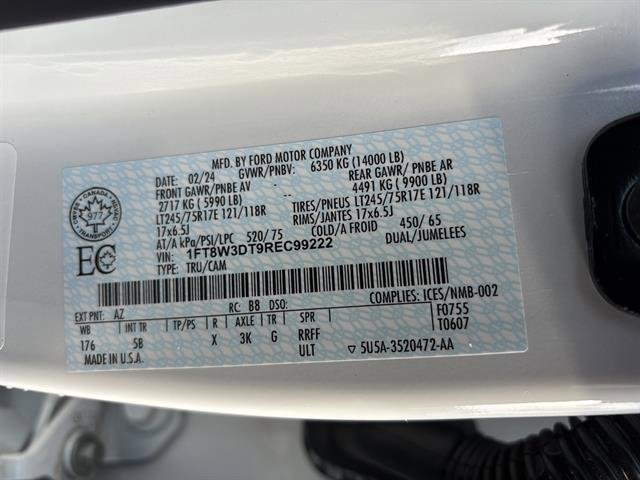 MFD. BY FORD MOTOR COMPANY
DATE: 02/24 GVWR/PNBV: 6350 KG (14000 LB)
FRONT GAWR/PNBE AV REAR GAWR/ PNBE AR
2717 KG ( 5990 LB) 4491 KG ( 9900 LB)
LT245/75R17E 121/118R TIRES/PNEUS LT245/75R17E 121/118R
17x6.5J RIMS/JANTES 17x6.5J
AT/A kPa/PSI/LPC 520/ 75 COLD/A FROID 450/ 65
VIN: 1FT8W3DT9REC99222 DUAL/JUMELEES
TYPE: TRU/CAM
CANADA
977
TRANSPORT
EC
COMPLIES: ICES/NMB-002
EXT PNT: AZ RC: B8 DSO: F0755
WB INT TR TP/PS R AXLE TR SPR T0607
176 5B X 3K G RRFF
MADE IN U.S.A. ULT ▽ 5U5A-3520472-AA